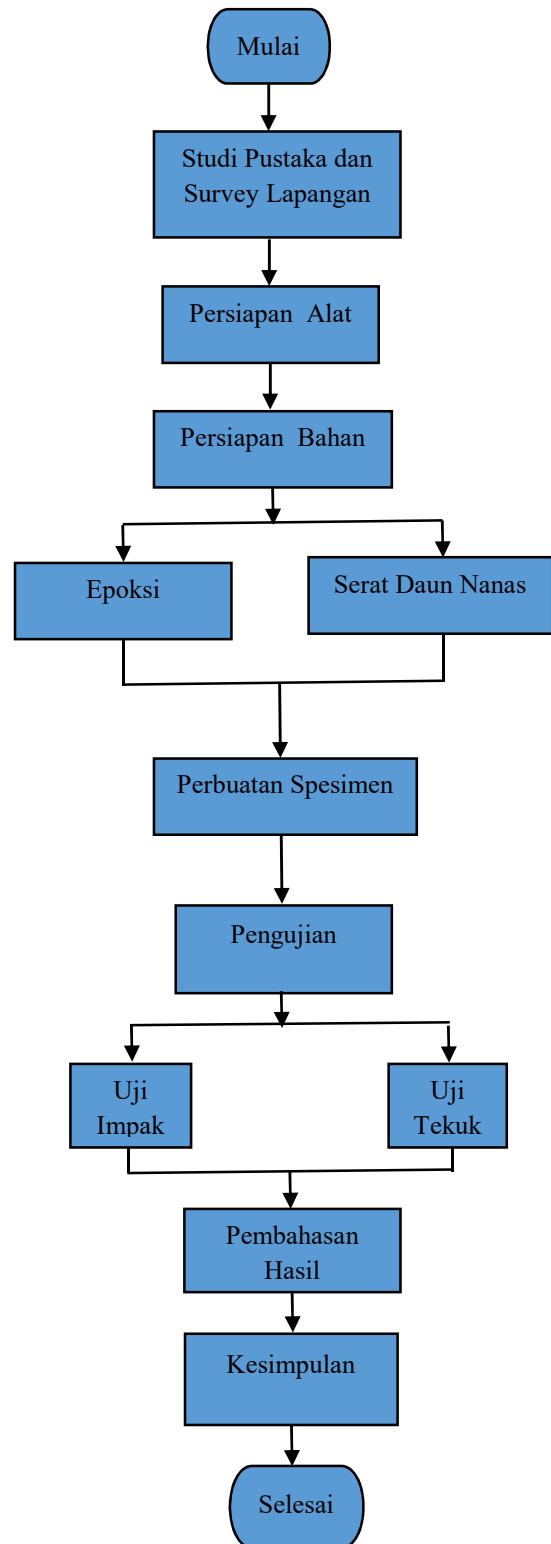 Mulai
Studi Pustaka dan
Survey Lapangan
Persiapan  Alat
Persiapan  Bahan
Epoksi
Serat Daun Nanas
Perbuatan Spesimen
Pengujian
Uji
Impak
Uji
Tekuk
Pembahasan
Hasil
Kesimpulan
Selesai